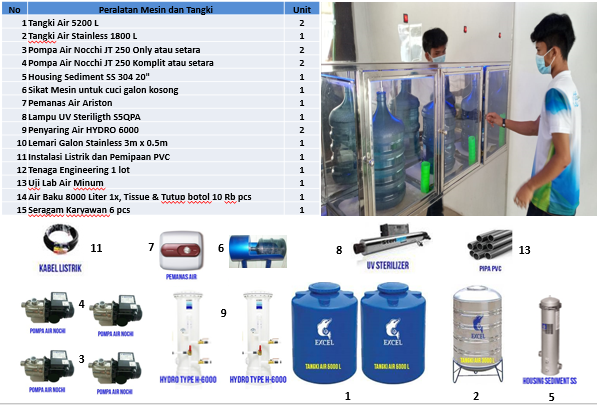 No Peralatan Mesin dan Tangki Unit
1 Tangki Air 5200 L 2
2 Tangki Air Stainless 1800 L 1
3 Pompa Air Nocchi JT 250 Only atau setara 2
4 Pompa Air Nocchi JT 250 Komplit atau setara 2
5 Housing Sediment SS 304 20" 1
6 Sikat Mesin untuk cuci galon kosong 1
7 Pemanas Air Ariston 1
8 Lampu UV Steriligth S5QPA 1
9 Penyaring Air HYDRO 6000 2
10 Lemari Galon Stainless 3m x 0.5m 1
11 Instalasi Listrik dan Pemipaan PVC 1
12 Tenaga Engineering 1 lot 1
13 Uji Lab Air Minum 1
14 Air Baku 8000 Liter 1x, Tissue & Tutup botol 10 Rb pcs 1
15 Seragam Karyawan 6 pcs 1
KABEL LISTRIK
11
7
PEMANAS AIR
6
8
UV STERILIZER
PIPA PVC
13
4
POMPA AIR NOCHI
POMPA AIR NOCHI
3
POMPA AIR NOCHI
POMPA AIR NOCHI
9
HYDRO TYPE H-6000
HYDRO TYPE H-6000
EXCEL
TANGKI AIR 6000 L
EXCEL
TANGKI AIR 6000 L
1
EXCEL
2
HOUSING SEDIMENT SS
5